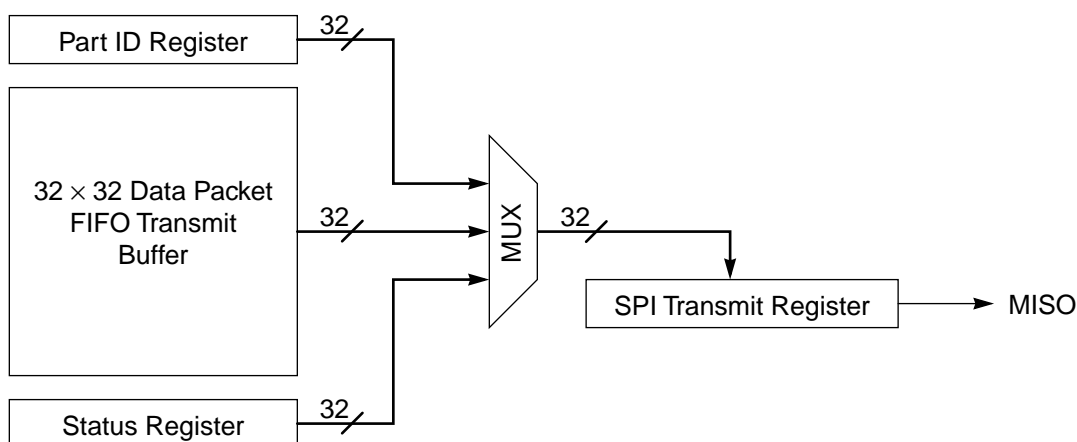 Part ID Register
32
32 × 32 Data Packet
FIFO Transmit
Buffer
32
MUX
32
SPI Transmit Register
MISO
Status Register
32